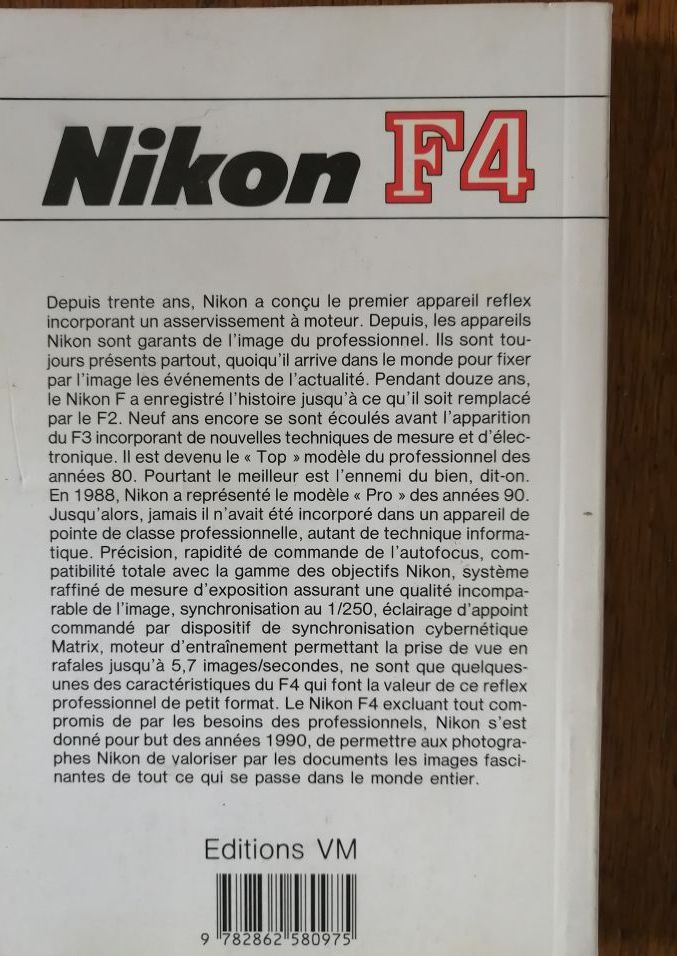 Nikon F4
Depuis trente ans, Nikon a conçu le premier appareil reflex
incorporant un asservissement à moteur. Depuis, les appareils
Nikon sont garants de l'image du professionnel. Ils sont tou-
jours présents partout, quoiqu'il arrive dans le monde pour fixer
par l'image les événements de l'actualité. Pendant douze ans,
le Nikon F a enregistré l'histoire jusqu'à ce qu'il soit remplacé
par le F2. Neuf ans encore se sont écoulés avant l'apparition
du F3 incorporant de nouvelles techniques de mesure et d'élec-
tronique. Il est devenu le « Top » modèle du professionnel des
années 80. Pourtant le meilleur est l'ennemi du bien, dit-on.
En 1988, Nikon a représenté le modèle « Pro » des années 90.
Jusqu'alors, jamais il n'avait été incorporé dans un appareil de
pointe de classe professionnelle, autant de technique informa-
tique. Précision, rapidité de commande de l'autofocus, com-
patibilité totale avec la gamme des objectifs Nikon, système
raffiné de mesure d'exposition assurant une qualité incompa-
rable de l'image, synchronisation au 1/250, éclairage d'appoint
commandé par dispositif de synchronisation cybernétique
Matrix, moteur d'entraînement permettant la prise de vue en
rafales jusqu'à 5,7 images/secondes, ne sont que quelques-
unes des caractéristiques du F4 qui font la valeur de ce reflex
professionnel de petit format. Le Nikon F4 excluant tout com-
promis de par les besoins des professionnels, Nikon s'est
donné pour but des années 1990, de permettre aux photogra-
phes Nikon de valoriser par les documents les images fasci-
nantes de tout ce qui se passe dans le monde entier.
Editions VM
9 782862 580975